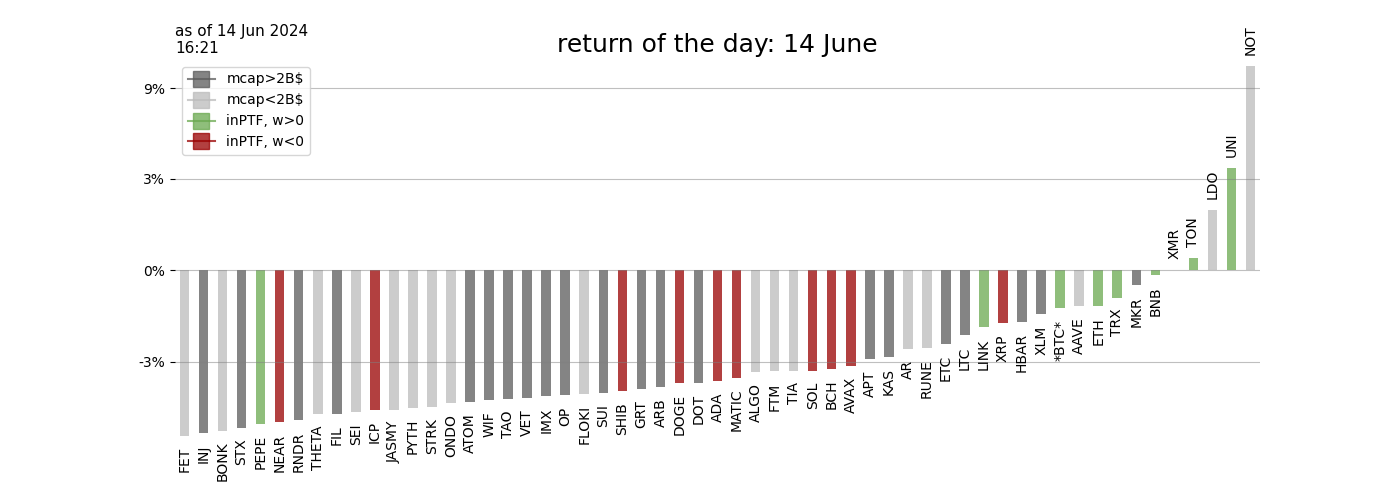 as of 14 Jun 2024
16:21
return of the day: 14 June
mcap>2B$
mcap<2B$
inPTF, w>0
inPTF, w<0
9%
3%
0%
-3%
FET
INJ
BONK
STX
PEPE
NEAR
RNDR
THETA
FIL
SEI
ICP
JASMY
PYTH
STRK
ONDO
ATOM
WIF
TAO
VET
IMX
OP
FLOKI
SUI
SHIB
GRT
ARB
DOGE
DOT
ADA
MATIC
ALGO
FTM
TIA
SOL
BCH
AVAX
APT
KAS
AR
RUNE
ETC
LTC
LINK
XRP
HBAR
XLM
*BTC*
AAVE
ETH
TRX
MKR
BNB
XMR
TON
LDO
UNI
NOT